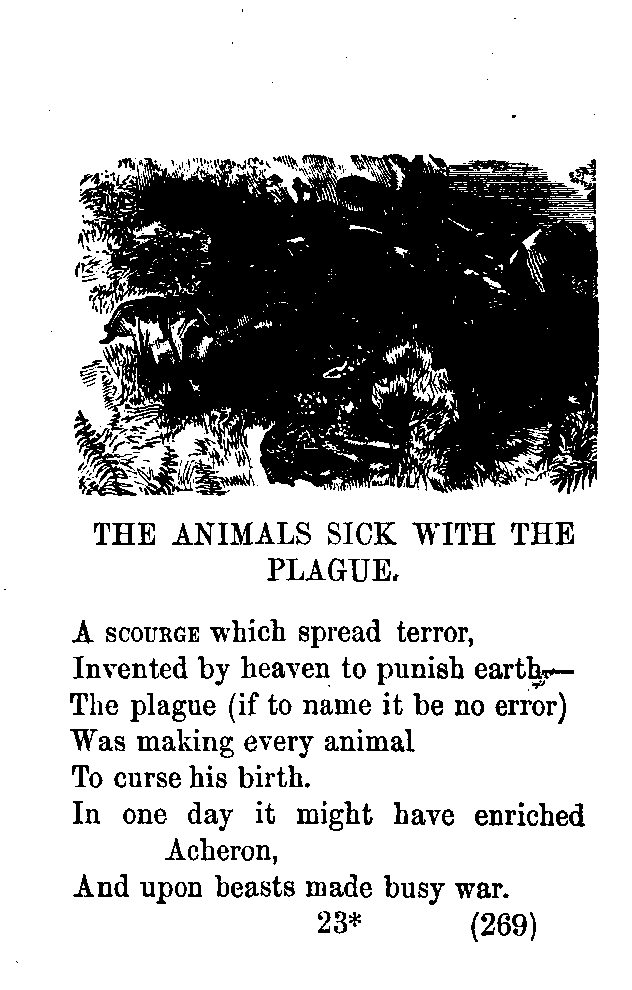 THE ANIMALS SICK WITH THE
PLAGUE.
A SCOURGE which spread terror,
Invented by heaven to punish earth,—
The plague (if to name it be no error)
Was making every animal
To curse his birth.
In one day it might have enriched
Acheron,
And upon beasts made busy war.
23* (269)